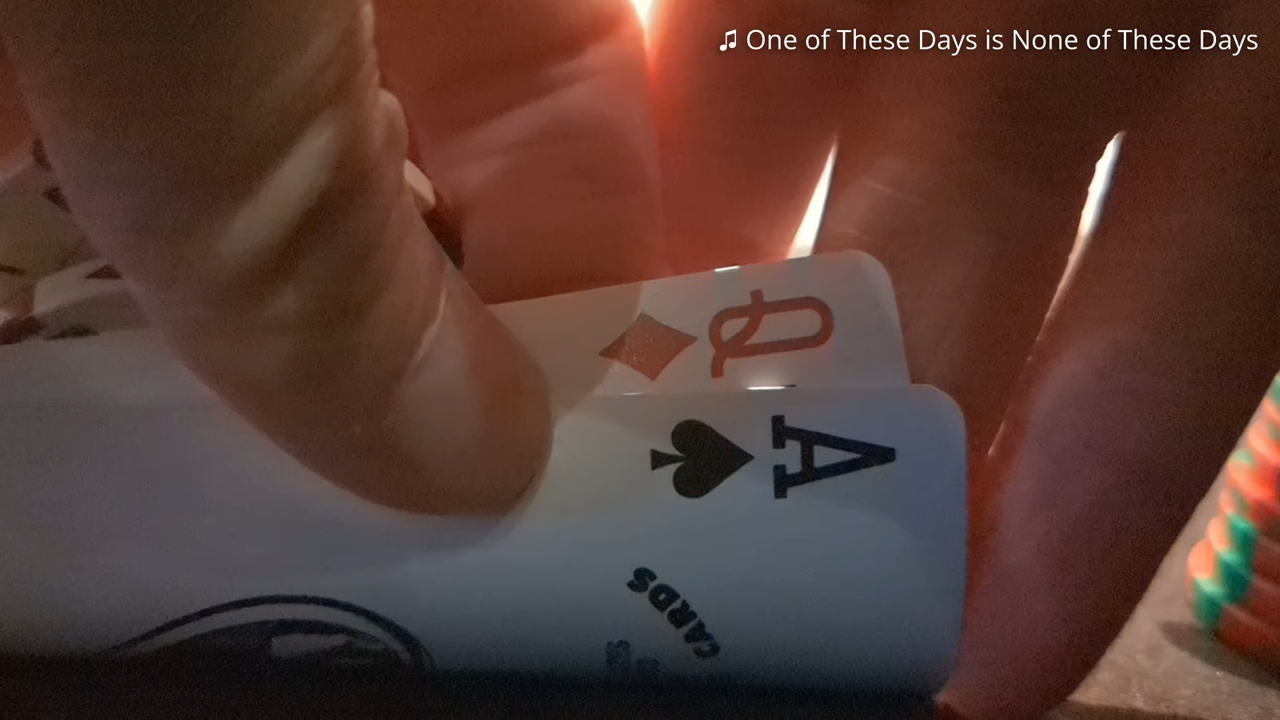 ♫ One of These Days is None of These Days
Q
A
CARDS